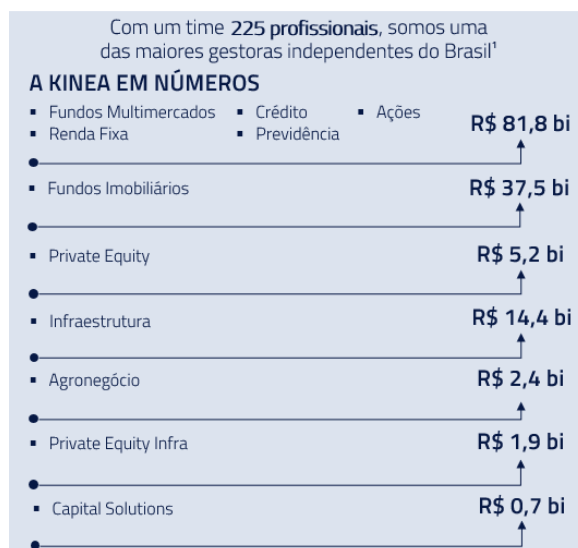 Com um time 225 profissionais, somos uma
das maiores gestoras independentes do Brasil¹
A KINEA EM NÚMEROS
▪ Fundos Multimercados ▪ Crédito ▪ Ações
▪ Renda Fixa ▪ Previdência
R$ 81,8 bi
▪ Fundos Imobiliários R$ 37,5 bi
▪ Private Equity R$ 5,2 bi
▪ Infraestrutura R$ 14,4 bi
▪ Agronegócio R$ 2,4 bi
▪ Private Equity Infra R$ 1,9 bi
▪ Capital Solutions R$ 0,7 bi